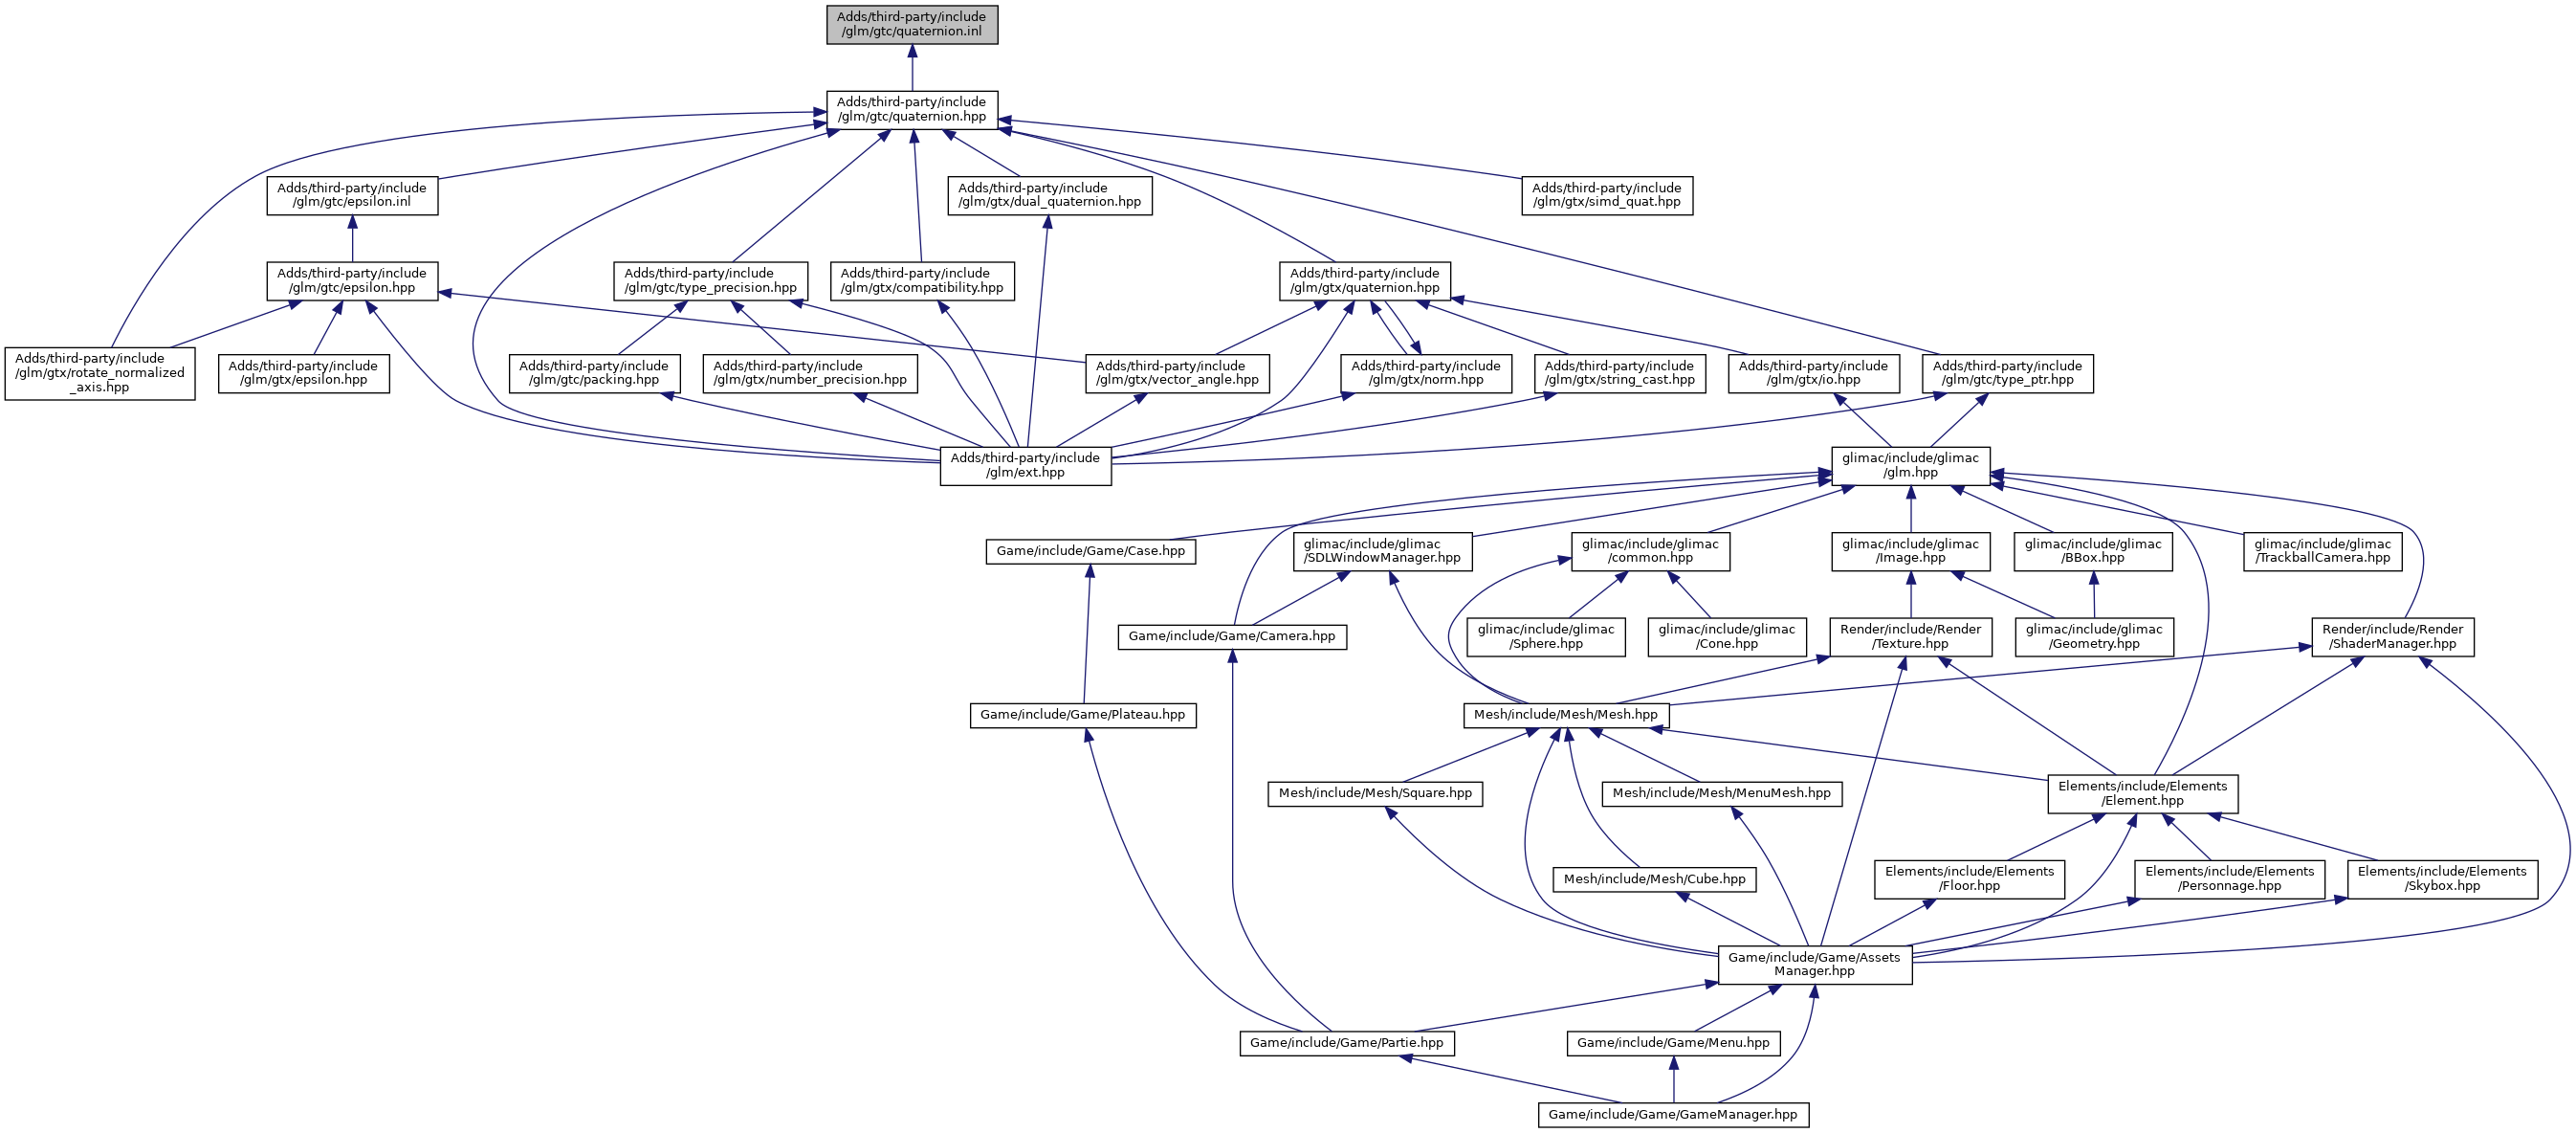 Adds/third-party/include
/glm/gtc/quaternion.inl
Adds/third-party/include
/glm/gtc/quaternion.hpp
Adds/third-party/include
/glm/gtc/epsilon.inl
Adds/third-party/include
/glm/gtx/dual_quaternion.hpp
Adds/third-party/include
/glm/gtx/simd_quat.hpp
Adds/third-party/include
/glm/gtc/epsilon.hpp
Adds/third-party/include
/glm/gtc/type_precision.hpp
Adds/third-party/include
/glm/gtx/compatibility.hpp
Adds/third-party/include
/glm/gtx/quaternion.hpp
Adds/third-party/include
/glm/gtx/rotate_normalized
_axis.hpp
Adds/third-party/include
/glm/gtx/epsilon.hpp
Adds/third-party/include
/glm/gtc/packing.hpp
Adds/third-party/include
/glm/gtx/number_precision.hpp
Adds/third-party/include
/glm/gtx/vector_angle.hpp
Adds/third-party/include
/glm/gtx/norm.hpp
Adds/third-party/include
/glm/gtx/string_cast.hpp
Adds/third-party/include
/glm/gtx/io.hpp
Adds/third-party/include
/glm/gtc/type_ptr.hpp
Adds/third-party/include
/glm/ext.hpp
glimac/include/glimac
/glm.hpp
Game/include/Game/Case.hpp
glimac/include/glimac
/SDLWindowManager.hpp
glimac/include/glimac
/common.hpp
glimac/include/glimac
/Image.hpp
glimac/include/glimac
/BBox.hpp
glimac/include/glimac
/TrackballCamera.hpp
Game/include/Game/Camera.hpp
glimac/include/glimac
/Sphere.hpp
glimac/include/glimac
/Cone.hpp
Render/include/Render
/Texture.hpp
glimac/include/glimac
/Geometry.hpp
Render/include/Render
/ShaderManager.hpp
Game/include/Game/Plateau.hpp
Mesh/include/Mesh/Mesh.hpp
Mesh/include/Mesh/Square.hpp
Mesh/include/Mesh/MenuMesh.hpp
Elements/include/Elements
/Element.hpp
Mesh/include/Mesh/Cube.hpp
Elements/include/Elements
/Floor.hpp
Elements/include/Elements
/Personnage.hpp
Elements/include/Elements
/Skybox.hpp
Game/include/Game/Assets
Manager.hpp
Game/include/Game/Partie.hpp
Game/include/Game/Menu.hpp
Game/include/Game/GameManager.hpp